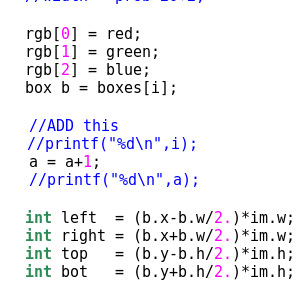 rgb[0] = red;
rgb[1] = green;
rgb[2] = blue;
box b = boxes[i];
//ADD this
//printf("%d\n",i);
a = a+1;
//printf("%d\n",a);
int left  = (b.x-b.w/2.)*im.w;
int right = (b.x+b.w/2.)*im.w;
int top   = (b.y-b.h/2.)*im.h;
int bot   = (b.y+b.h/2.)*im.h;